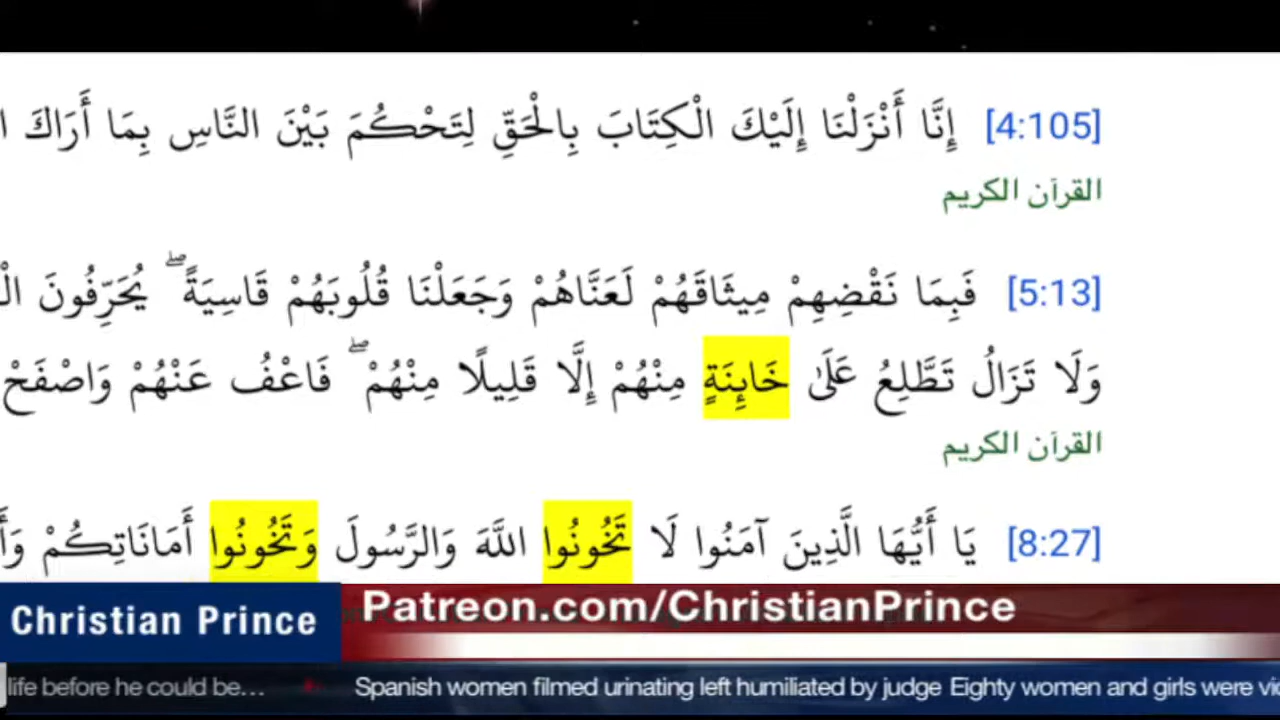 [4:105] إِنَّا أَنْزَلْنَا إِلَيْكَ الْكِتَابَ بِالْحَقِّ لِتَحْكُمَ بَيْنَ النَّاسِ بِمَا أَرَاكَ
القرآن الكريم
[5:13] فَبِمَا نَقْضِهِمْ مِيثَاقَهُمْ لَعَنَّاهُمْ وَجَعَلْنَا قُلُوبَهُمْ قَاسِيَةً ۖ يُحَرِّفُونَ
وَلَا تَزَالُ تَطَّلِعُ عَلَىٰ خَائِنَةٍ مِنْهُمْ إِلَّا قَلِيلًا مِنْهُمْ ۖ فَاعْفُ عَنْهُمْ وَاصْفَحْ
القرآن الكريم
[8:27] يَا أَيُّهَا الَّذِينَ آمَنُوا لَا تَخُونُوا اللَّهَ وَالرَّسُولَ وَتَخُونُوا أَمَانَاتِكُمْ
Christian Prince
Patreon.com/ChristianPrince
life before he could be... Spanish women filmed urinating left humiliated by judge Eighty women and girls were